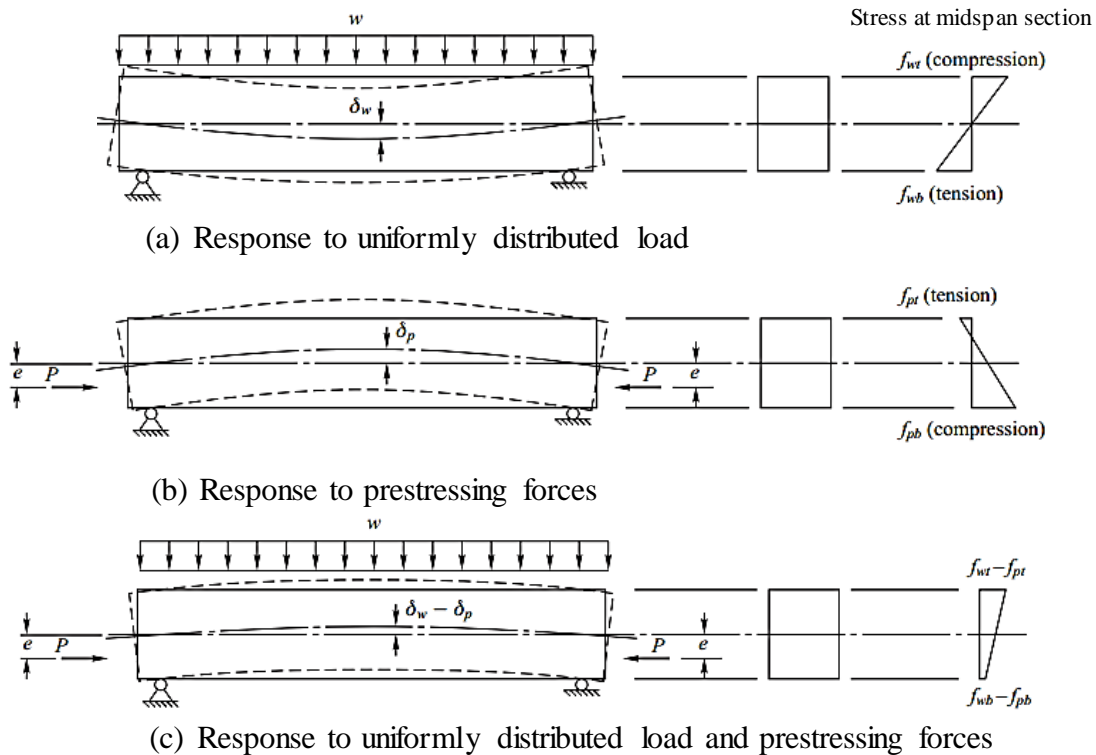 Stress at midspan section
w
f_wt (compression)
δ_w
f_wb (tension)
(a) Response to uniformly distributed load
f_pt (tension)
δ_p
e P P e
f_pb (compression)
(b) Response to prestressing forces
w
f_wt – f_pt
δ_w – δ_p
e P P e
f_wb – f_pb
(c) Response to uniformly distributed load and prestressing forces